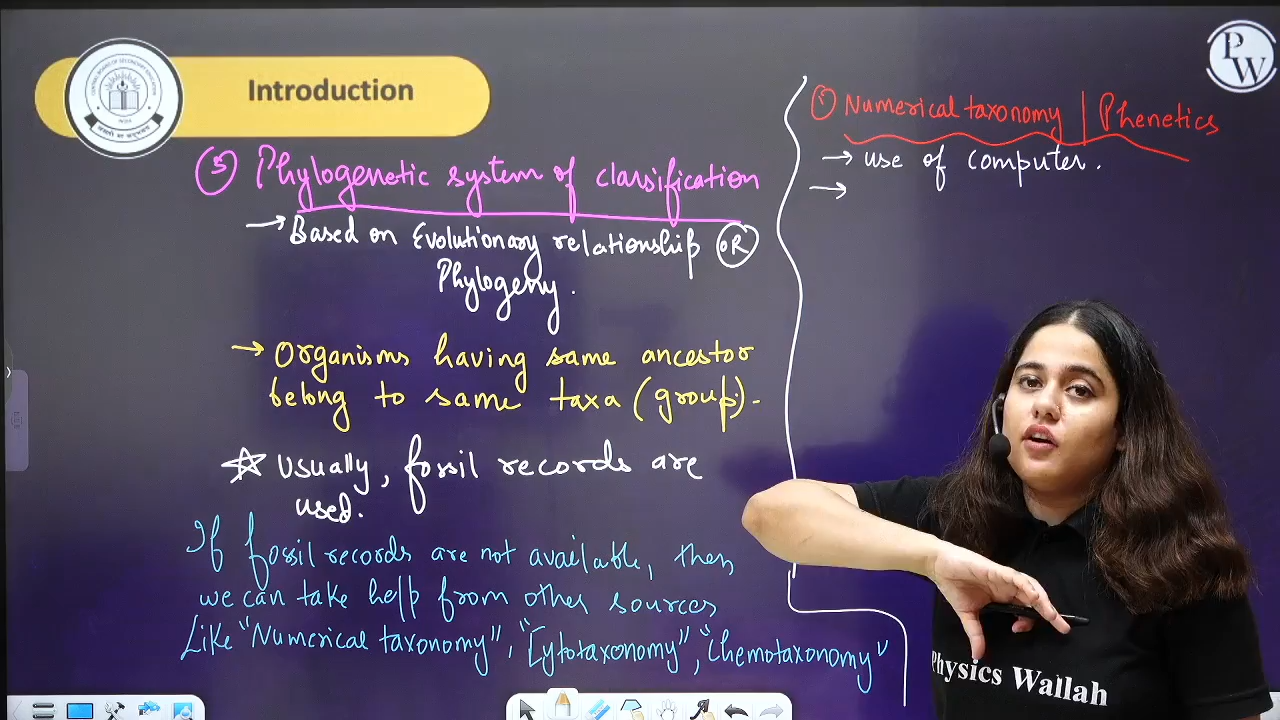 Introduction
PW
③ Phylogenetic system of classification
→ Based on Evolutionary relationship OR
Phylogeny.
→ Organisms having same ancestor
belong to same taxa (group).
☆ Usually, fossil records are
used.
If fossil records are not available, then
we can take help from other sources
Like "Numerical taxonomy", "Cytotaxonomy", "Chemotaxonomy"
① Numerical taxonomy | Phenetics
→ use of computer.
→
Physics Wallah